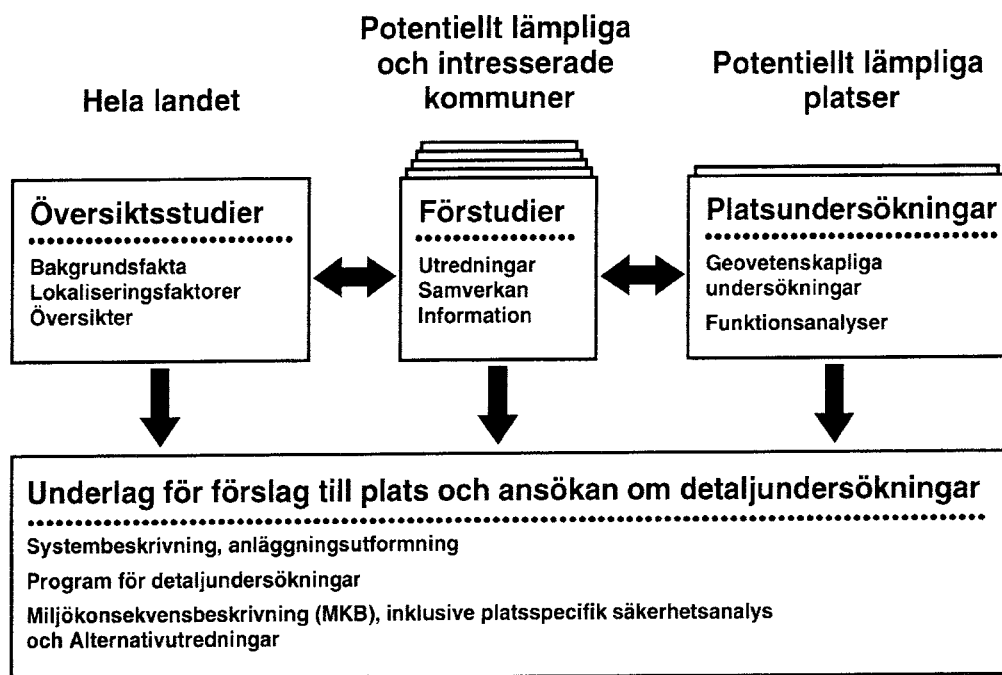 Hela landet
Potentiellt lämpliga
och intresserade
kommuner
Potentiellt lämpliga
platser
Översiktsstudier
Bakgrundsfakta
Lokaliseringsfaktorer
Översikter
Förstudier
Utredningar
Samverkan
Information
Platsundersökningar
Geovetenskapliga
undersökningar
Funktionsanalyser
Underlag för förslag till plats och ansökan om detaljundersökningar
Systembeskrivning, anläggningsutformning
Program för detaljundersökningar
Miljökonsekvensbeskrivning (MKB), inklusive platsspecifik säkerhetsanalys
och Alternativutredningar